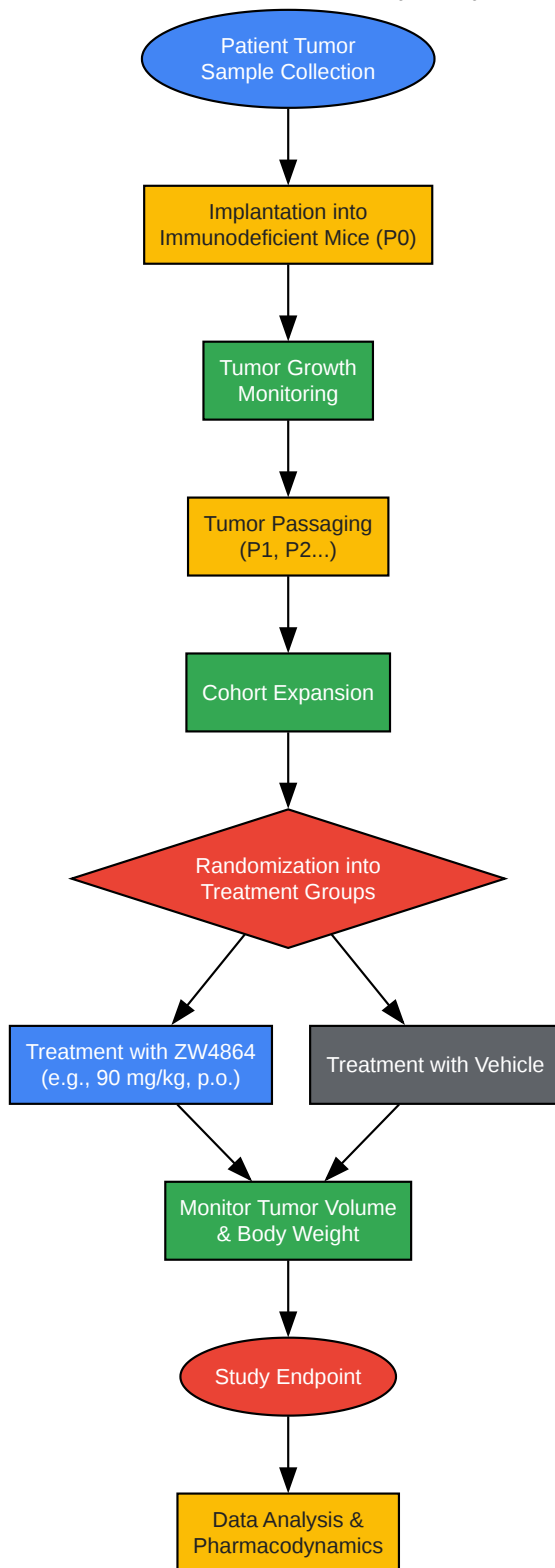 Patient Tumor
Sample Collection
Implantation into
Immunodeficient Mice (P0)
Tumor Growth
Monitoring
Tumor Passaging
(P1, P2...)
Cohort Expansion
Randomization into
Treatment Groups
Treatment with ZW4864
(e.g., 90 mg/kg, p.o.)
Treatment with Vehicle
Monitor Tumor Volume
& Body Weight
Study Endpoint
Data Analysis &
Pharmacodynamics